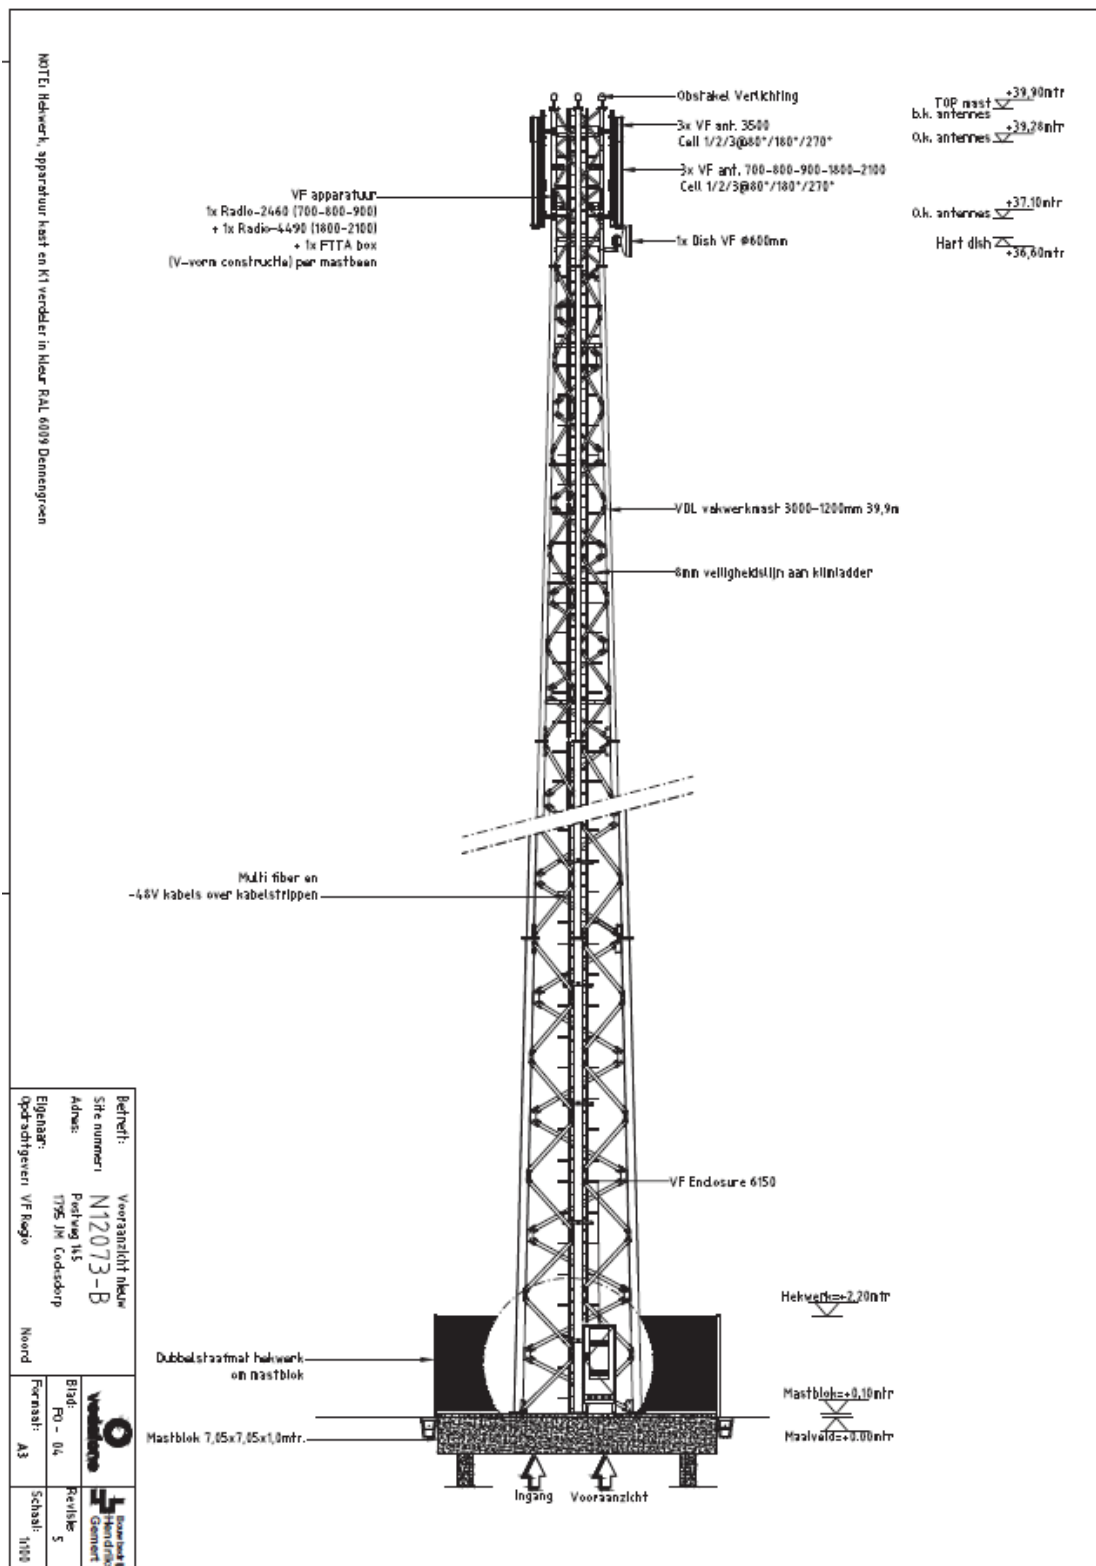 NOTE: Hekwerk, apparatuur kast en K1 verdeler in kleur RAL 6009 Dennengroen
Obstakel Verlichting
3x VF ant. 3500
Cell 1/2/3@80°/180°/270°
3x VF ant. 700-800-900-1800-2100
Cell 1/2/3@80°/180°/270°
1x Dish VF Ø600mm
+39,90mtr
TOP mast
b.k. antennes
+39,28mtr
O.k. antennes
+37,10mtr
O.k. antennes
Hart dish
+36,60mtr
VF apparatuur
1x Radio-2460 (700-800-900)
+ 1x Radio-4490 (1800-2100)
+ 1x FTTA box
(V-vorm constructie) per mastbeen
VDL vakwerkmast 3000-1200mm 39,9m
8mm veiligheidslijn aan klimladder
Multi fiber en
-48V kabels over kabelstrippen
VF Enclosure 6150
Hekwerk=+2,20mtr
Dubbelstaafmat hekwerk
om mastblok
Mastblok=+0,10mtr
Maaiveld=+0.00mtr
Mastblok 7,05x7,05x1,0mtr.
Ingang
Vooraanzicht
Betreft: Vooraanzicht nieuw
Site nummer: N12073-B
Adres: Postweg 145
1795 JM Cocksdorp
Eigenaar:
Opdrachtgever: VF Regio Noord
vodafone
Blad: FO - 04
Formaat: A3
Hendriks
Gemert
Revisie: 5
Schaal: 1:100